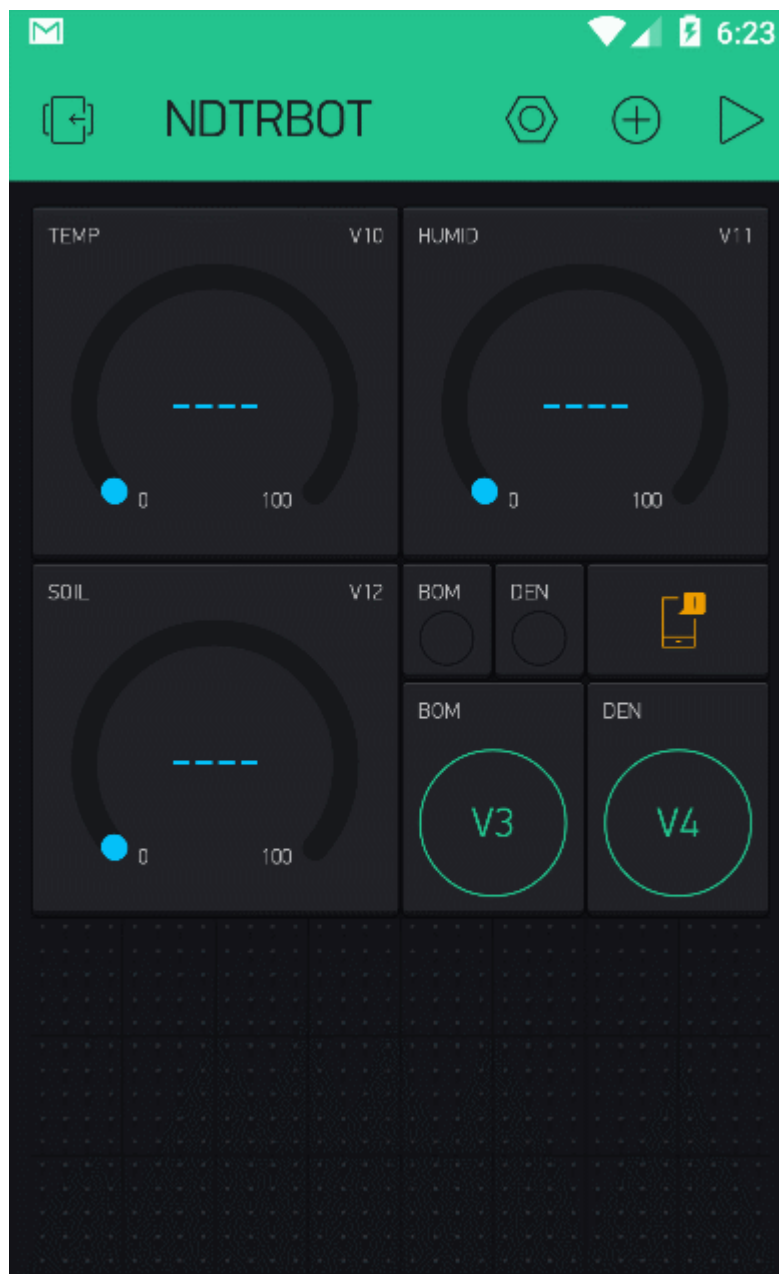 6:23
NDTRBOT
TEMP V10
HUMID V11
----
----
0 100
0 100
SOIL V12
BOM
DEN
----
BOM
DEN
V3
V4
0 100